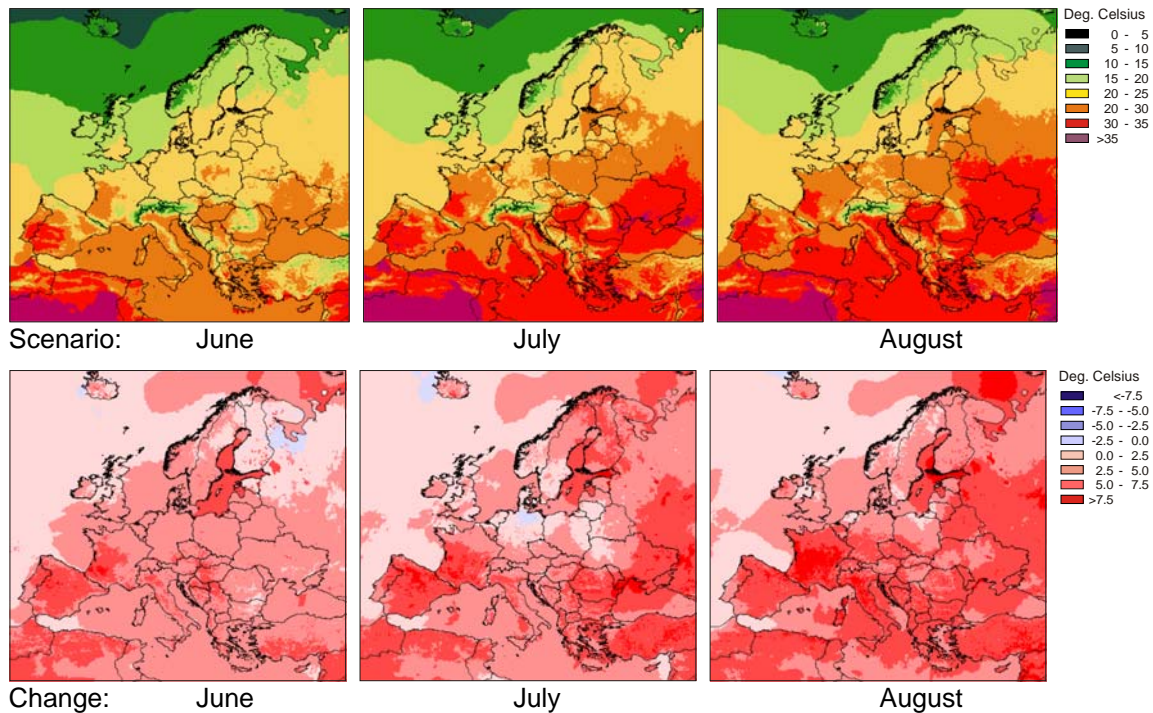 Deg. Celsius
0 - 5
5 - 10
10 - 15
15 - 20
20 - 25
20 - 30
30 - 35
>35
Scenario: June July August
Deg. Celsius
<-7.5
-7.5 - -5.0
-5.0 - -2.5
-2.5 - 0.0
0.0 - 2.5
2.5 - 5.0
5.0 - 7.5
>7.5
Change: June July August